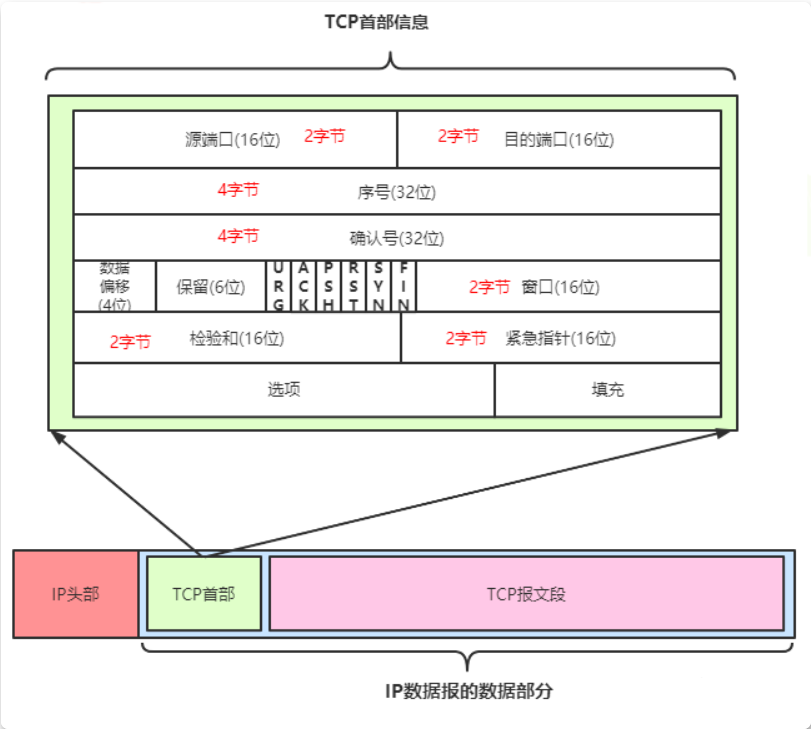 TCP首部信息
源端口(16位) 2字节 2字节 目的端口(16位)
4字节 序号(32位)
4字节 确认号(32位)
数据
偏移
(4位)
保留(6位)
URG
ACK
PSH
RST
SYN
FIN
2字节 窗口(16位)
2字节 检验和(16位) 2字节 紧急指针(16位)
选项 填充
IP头部 TCP首部 TCP报文段
IP数据报的数据部分